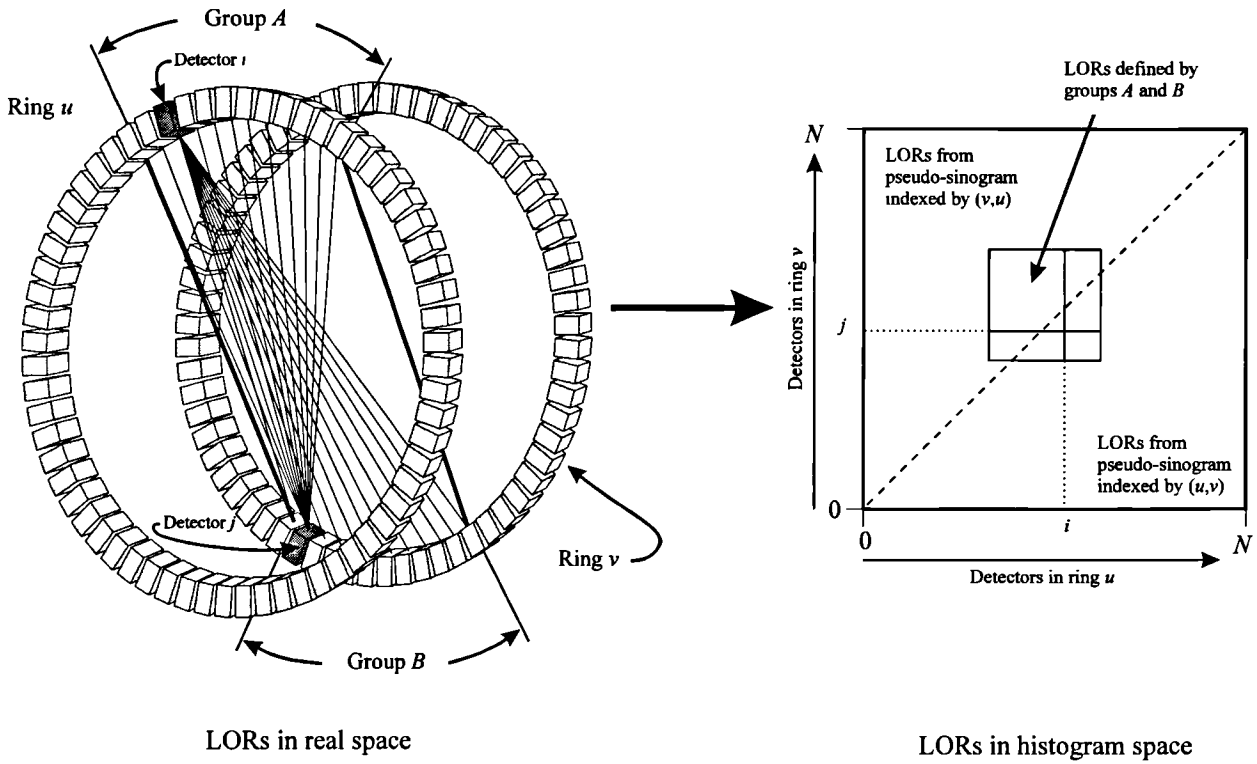 Group A
Detector ı
Ring u
Detector j
Ring v
Group B
LORs in real space
LORs defined by
groups A and B
N
LORs from
pseudo-sinogram
ındexed by (v,u)
Detectors in ring v
j
LORs from
pseudo-sinogram
indexed by (u,v)
0
i
0
N
Detectors in ring u
LORs in histogram space